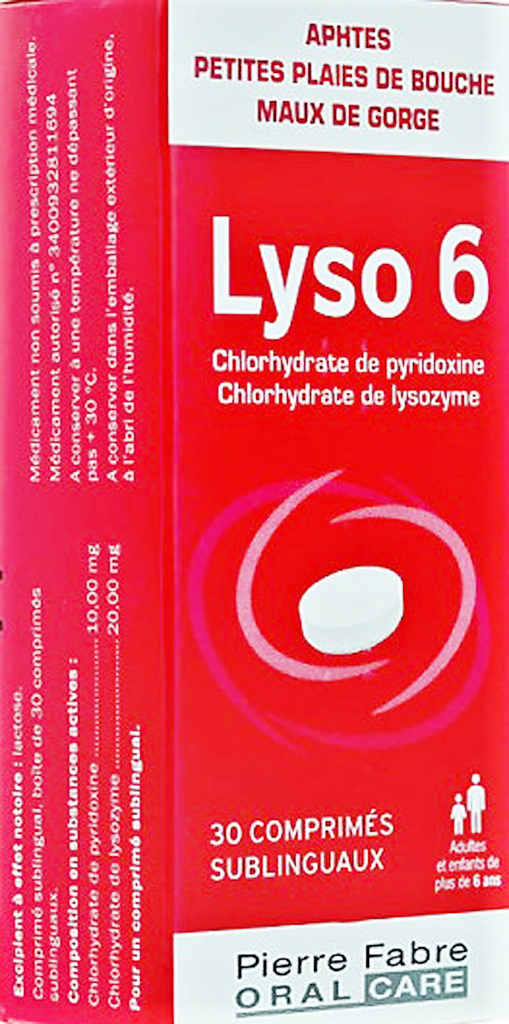 APHTES
PETITES PLAIES DE BOUCHE
MAUX DE GORGE
Lyso 6
Chlorhydrate de pyridoxine
Chlorhydrate de lysozyme
30 COMPRIMÉS
SUBLINGUAUX
Adultes
et enfants de
plus de 6 ans
Pierre Fabre
ORAL CARE
Médicament non soumis à prescription médicale.
Médicament autorisé n° 3400932811694
A conserver à une température ne dépassant
pas + 30 °C.
A conserver dans l'emballage extérieur d'origine,
à l'abri de l'humidité.
Excipient à effet notoire : lactose.
Comprimé sublingual, boîte de 30 comprimés
sublinguaux.
Composition en substances actives :
Chlorhydrate de pyridoxine ........................ 10,00 mg
Chlorhydrate de lysozyme ........................ 20,00 mg
Pour un comprimé sublingual.